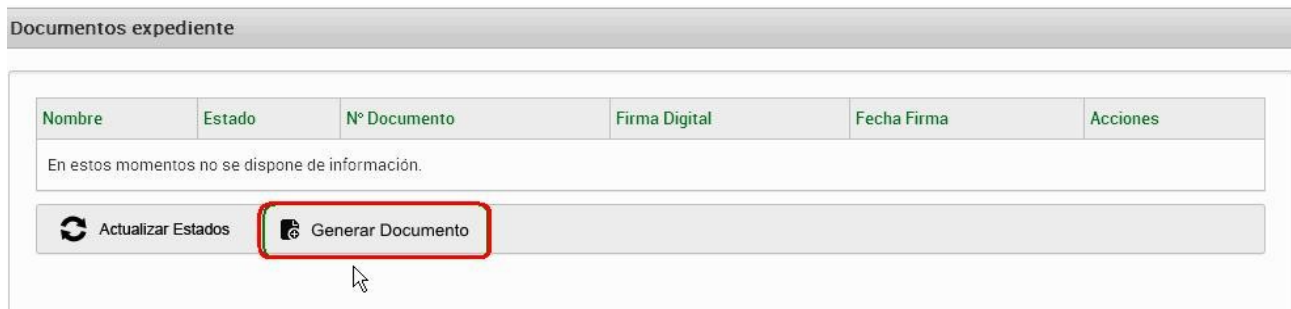 Documentos expediente
Nombre Estado Nº Documento Firma Digital Fecha Firma Acciones
En estos momentos no se dispone de información.
Actualizar Estados Generar Documento